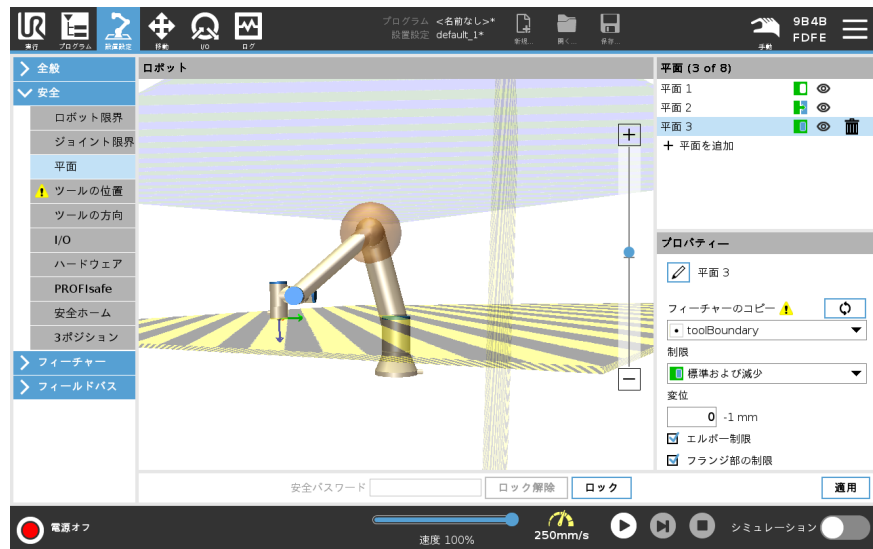 プログラム <名前なし>*
設置設定 default_1*
実行
プログラム
設置設定
移動
I/O
ログ
新規...
開く...
保存...
手動
9B4B
FDFE
全般
安全
ロボット限界
ジョイント限界
平面
ツールの位置
ツールの方向
I/O
ハードウェア
PROFIsafe
安全ホーム
3ポジション
フィーチャー
フィールドバス
ロボット
平面 (3 of 8)
平面 1
平面 2
平面 3
平面を追加
プロパティー
平面 3
フィーチャーのコピー
toolBoundary
制限
標準および減少
変位
0 -1 mm
エルボー制限
フランジ部の制限
安全パスワード
ロック解除
ロック
適用
電源オフ
速度 100%
250mm/s
シミュレーション